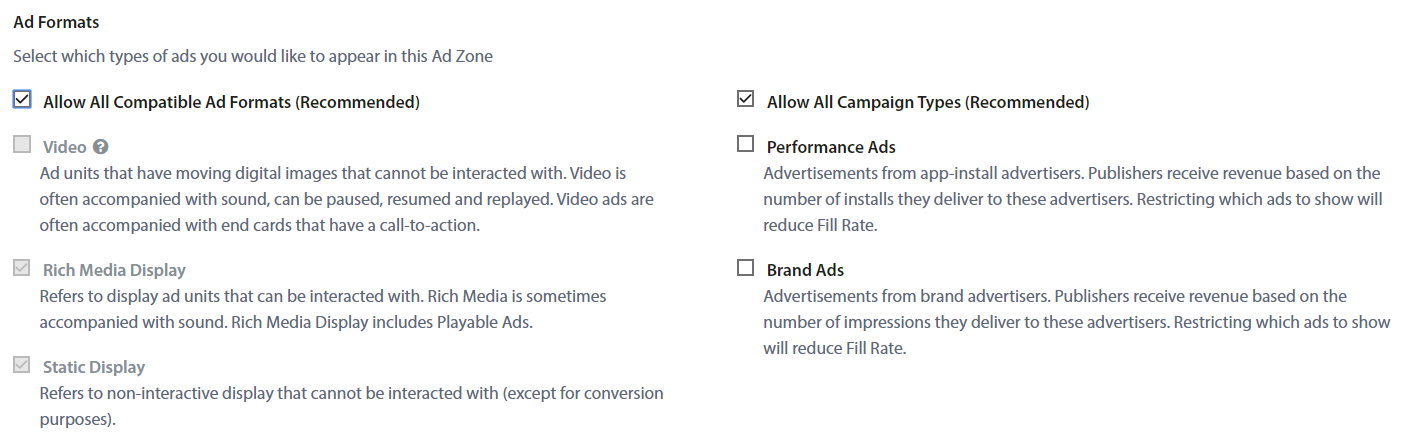 Ad Formats
Select which types of ads you would like to appear in this Ad Zone
Allow All Compatible Ad Formats (Recommended)
Video ?
Ad units that have moving digital images that cannot be interacted with. Video is
often accompanied with sound, can be paused, resumed and replayed. Video ads are
often accompanied with end cards that have a call-to-action.
Rich Media Display
Refers to display ad units that can be interacted with. Rich Media is sometimes
accompanied with sound. Rich Media Display includes Playable Ads.
Static Display
Refers to non-interactive display that cannot be interacted with (except for conversion
purposes).
Allow All Campaign Types (Recommended)
Performance Ads
Advertisements from app-install advertisers. Publishers receive revenue based on the
number of installs they deliver to these advertisers. Restricting which ads to show will
reduce Fill Rate.
Brand Ads
Advertisements from brand advertisers. Publishers receive revenue based on the
number of impressions they deliver to these advertisers. Restricting which ads to show
will reduce Fill Rate.